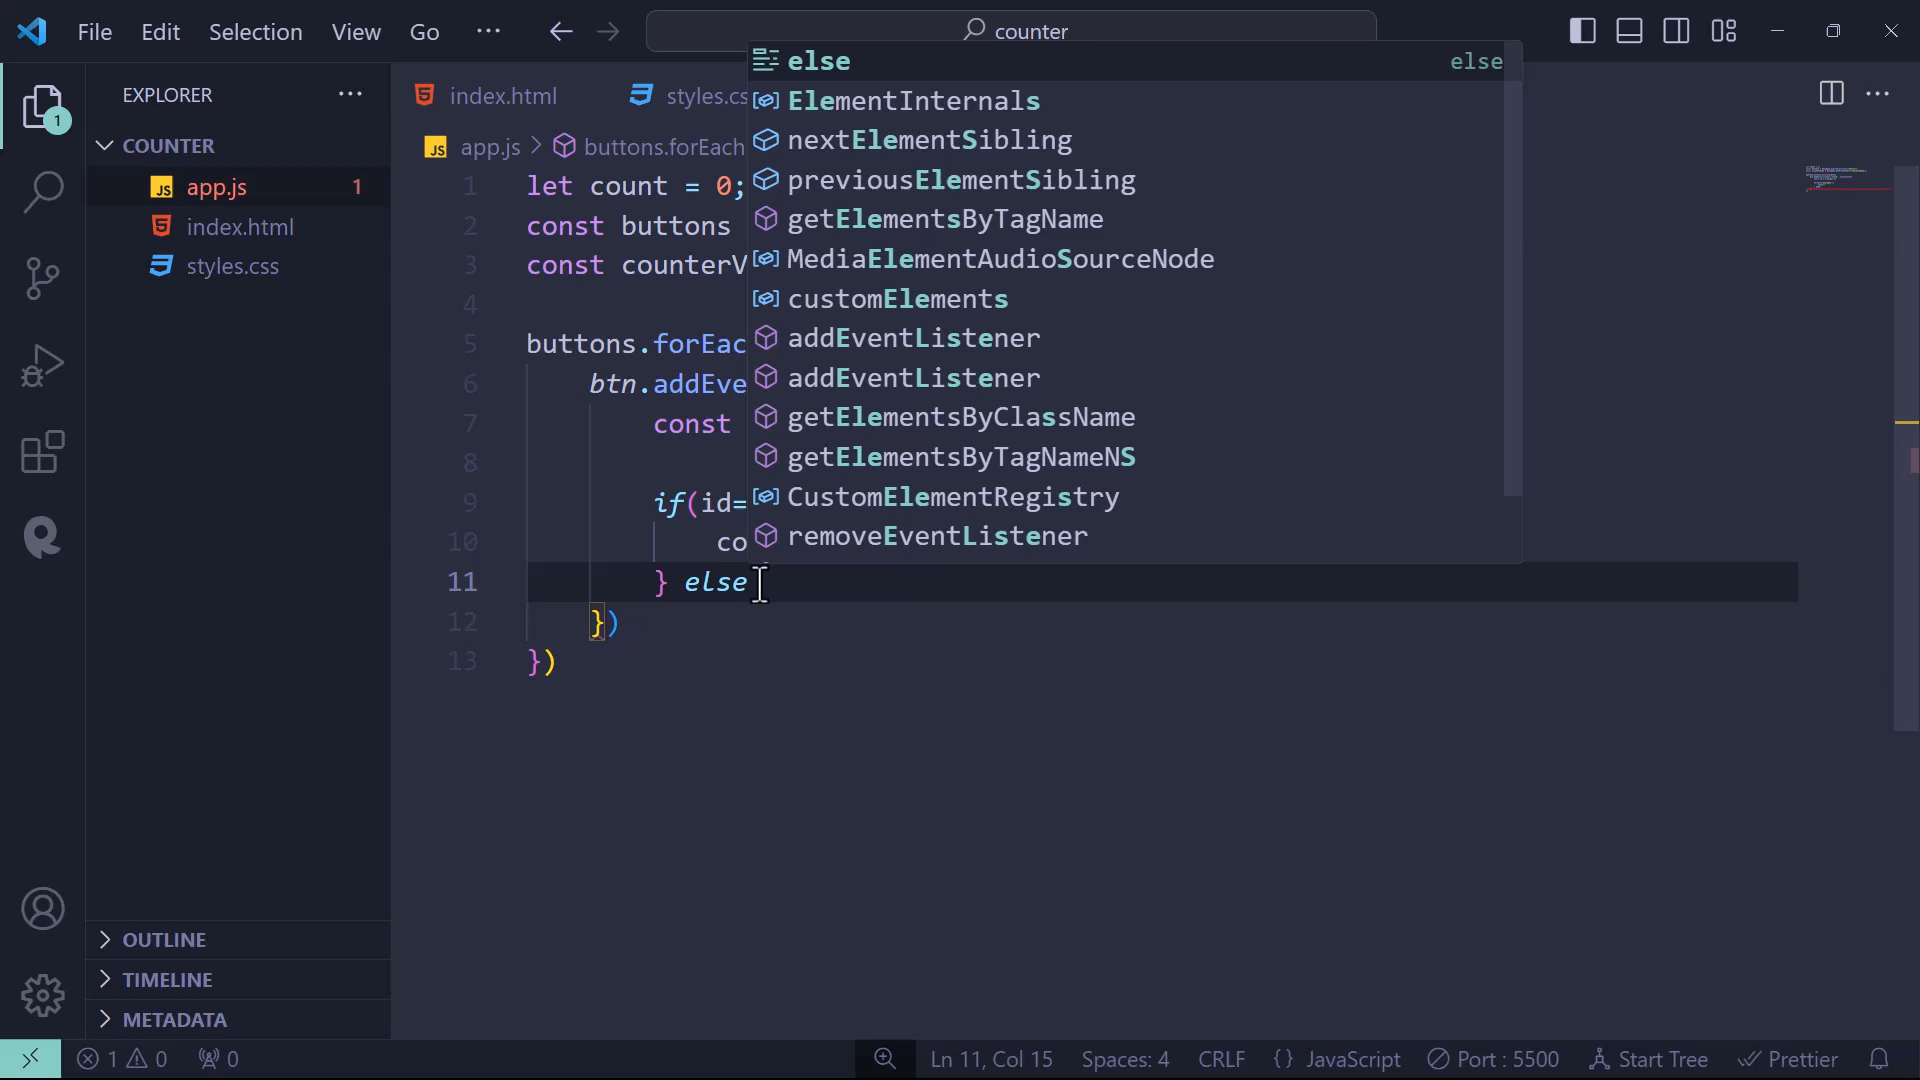 File Edit Selection View Go ··· counter
EXPLORER ···
COUNTER
app.js 1
index.html
styles.css
OUTLINE
TIMELINE
METADATA
index.html styles.cs
app.js > buttons.forEach
1 let count = 0;
2 const buttons
3 const counterV
4
5 buttons.forEac
6 btn.addEve
7 const
8
9 if(id=
10 co
11 } else
12 })
13 })
else else
ElementInternals
nextElementSibling
previousElementSibling
getElementsByTagName
MediaElementAudioSourceNode
customElements
addEventListener
addEventListener
getElementsByClassName
getElementsByTagNameNS
CustomElementRegistry
removeEventListener
1 0 0 Ln 11, Col 15 Spaces: 4 CRLF {} JavaScript Port : 5500 Start Tree Prettier